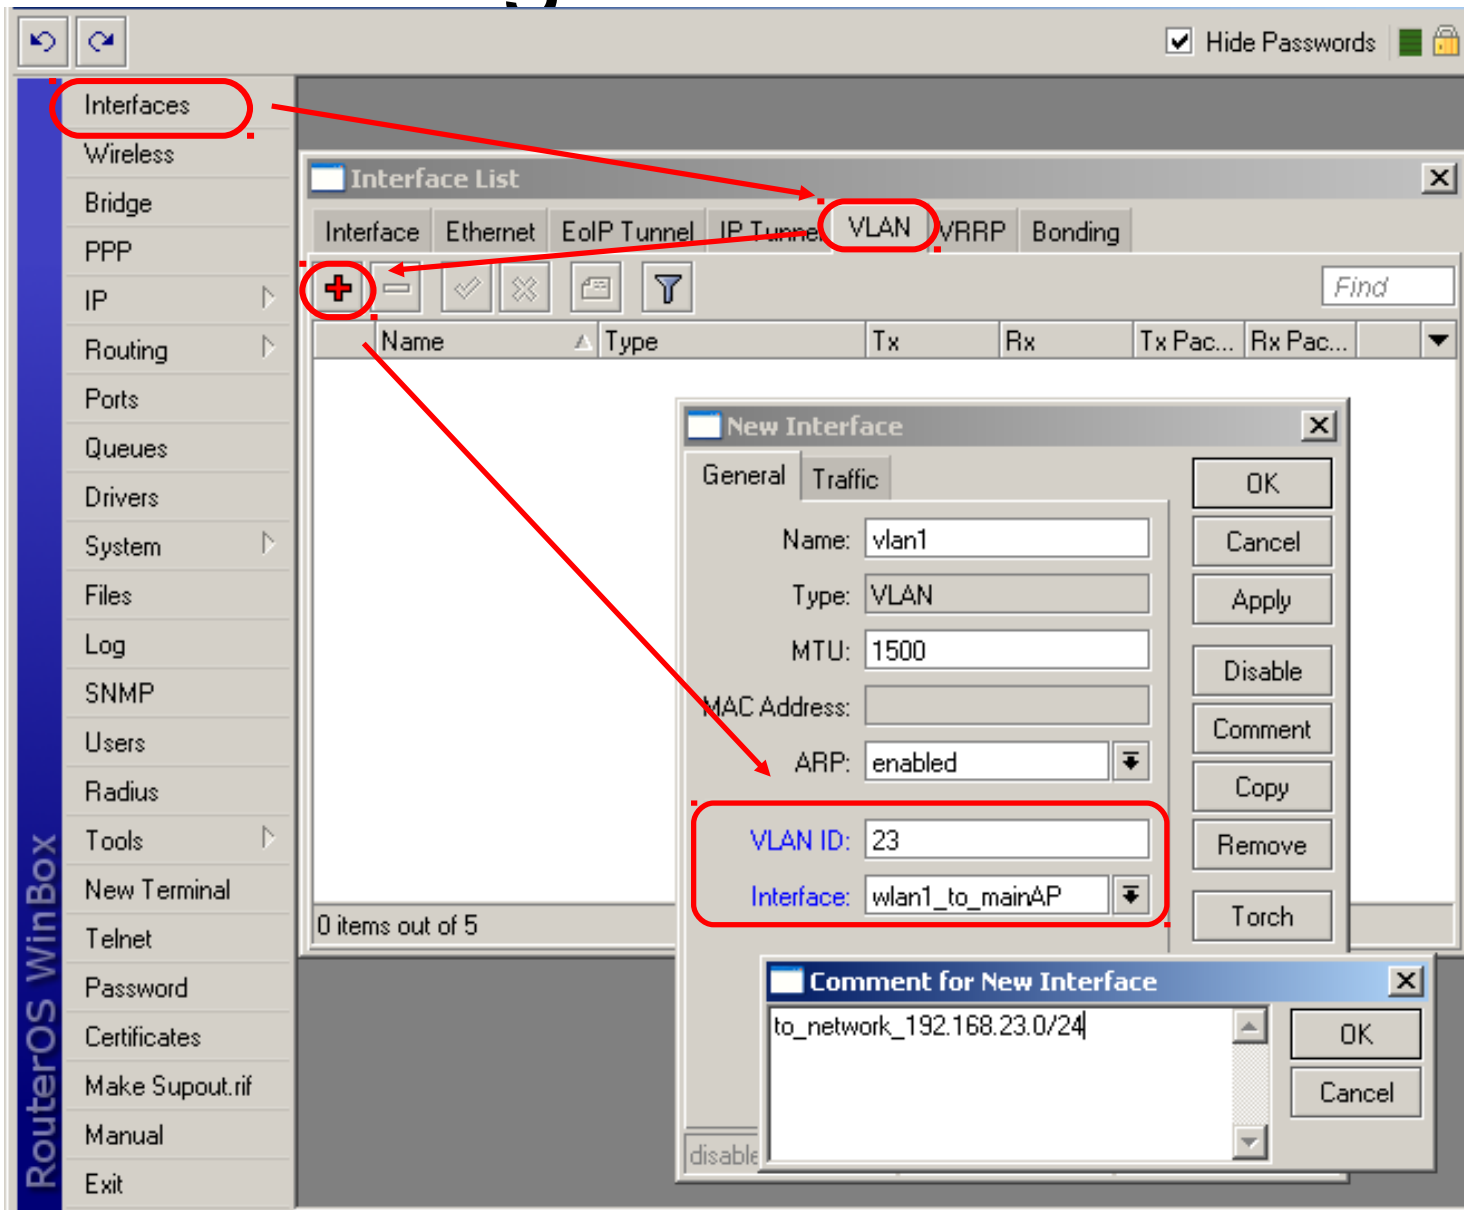 Hide Passwords
Interfaces
Wireless
Bridge
PPP
IP
Routing
Ports
Queues
Drivers
System
Files
Log
SNMP
Users
Radius
Tools
New Terminal
Telnet
Password
Certificates
Make Supout.rif
Manual
Exit
RouterOS WinBox
Interface List
Interface Ethernet EoIP Tunnel IP Tunnel VLAN VRRP Bonding
Find
Name Type Tx Rx Tx Pac... Rx Pac...
0 items out of 5
New Interface
General Traffic
Name: vlan1
Type: VLAN
MTU: 1500
MAC Address:
ARP: enabled
VLAN ID: 23
Interface: wlan1_to_mainAP
OK
Cancel
Apply
Disable
Comment
Copy
Remove
Torch
disable
Comment for New Interface
to_network_192.168.23.0/24
OK
Cancel